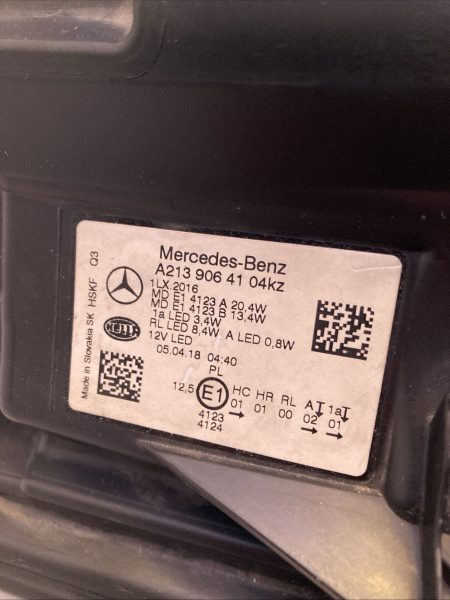 Mercedes-Benz
A213 906 41 04kz
1LX.2016
MD E1 4123 A 20,4W
MD E1 4123 B 13,4W
1a LED 3,4W
RL LED 8,4W, A LED 0,8W
12V LED
05.04.18 04:40
PL
HC HR RL A 1a
12,5 E1 01 01 00 02 01
4123
4124
HELLA
Made in Slovakia SK HSKF Q3